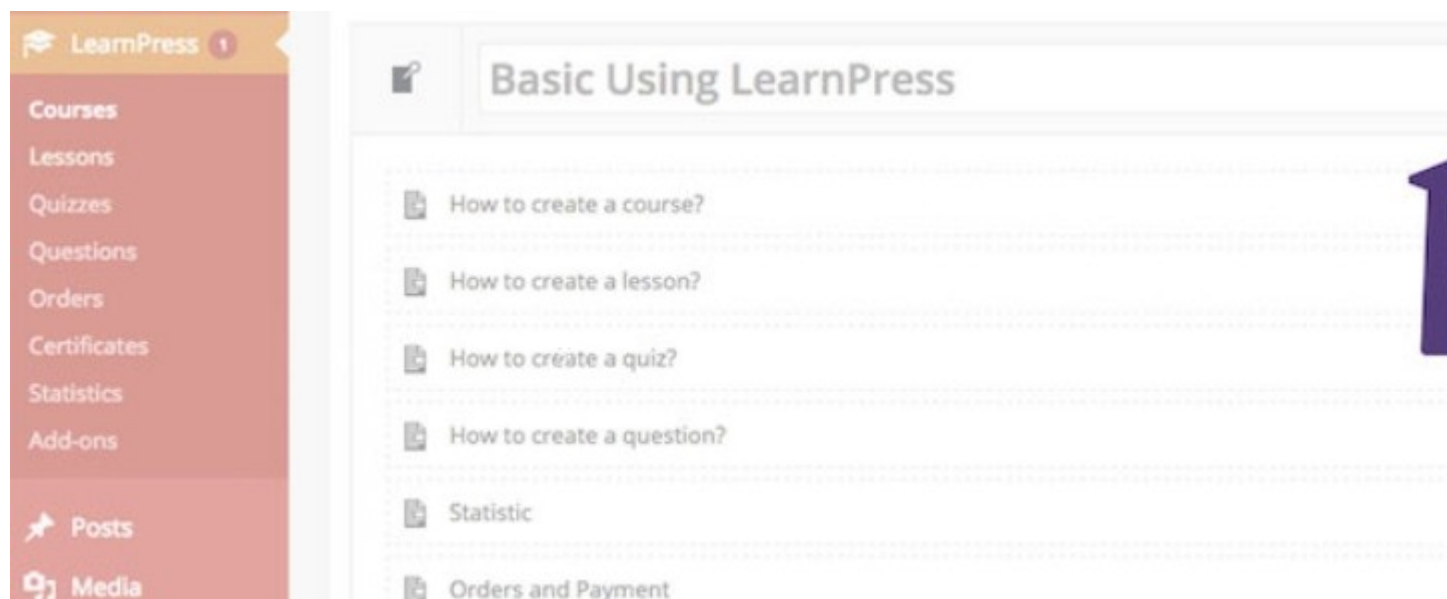 LearnPress 1
Courses
Lessons
Quizzes
Questions
Orders
Certificates
Statistics
Add-ons
Posts
Media
Basic Using LearnPress
How to create a course?
How to create a lesson?
How to create a quiz?
How to create a question?
Statistic
Orders and Payment